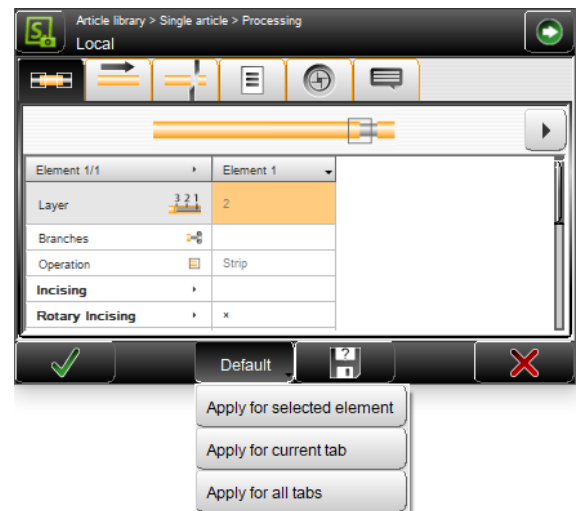 Article library > Single article > Processing
Local
Element 1/1
Element 1
Layer
3 2 1
2
Branches
Operation
Strip
Incising
Rotary Incising
×
Default
?
Apply for selected element
Apply for current tab
Apply for all tabs